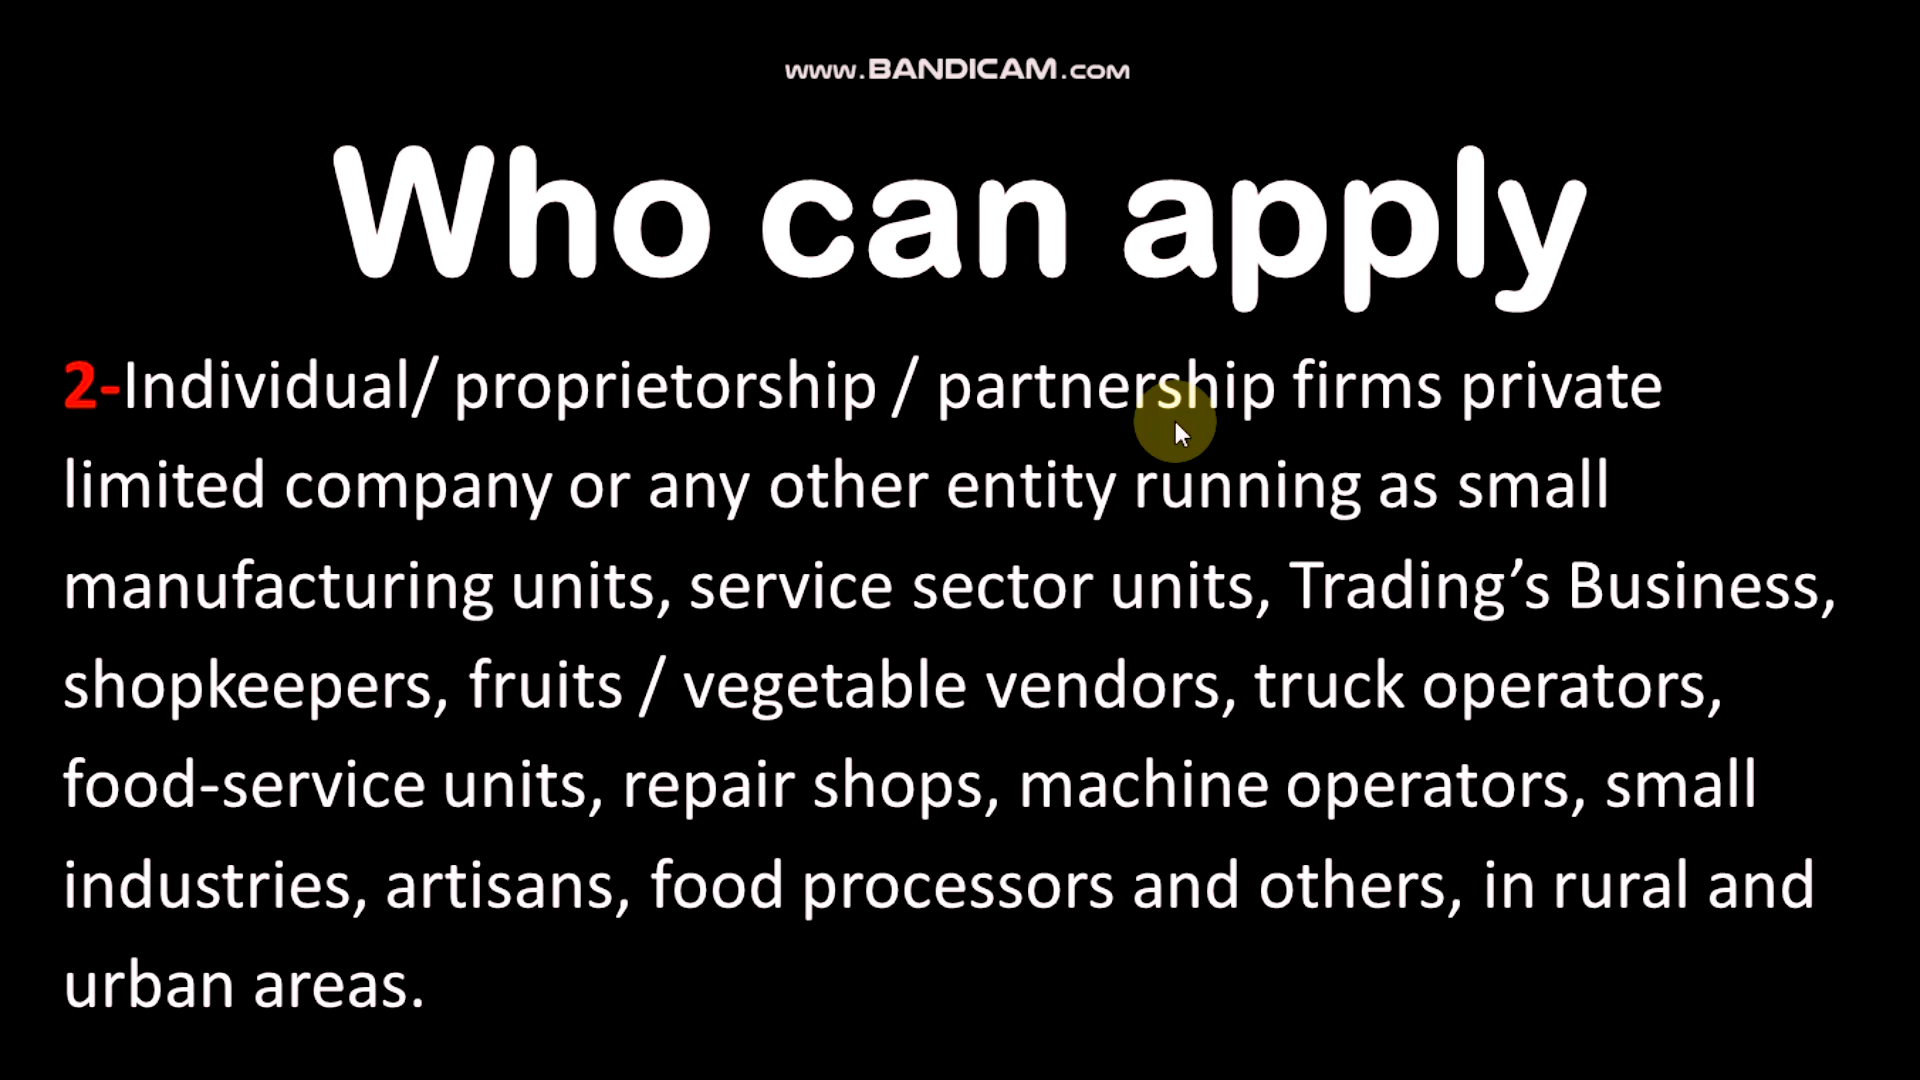 www.BANDICAM.com
Who can apply
2-Individual/ proprietorship / partnership firms private
limited company or any other entity running as small
manufacturing units, service sector units, Trading’s Business,
shopkeepers, fruits / vegetable vendors, truck operators,
food-service units, repair shops, machine operators, small
industries, artisans, food processors and others, in rural and
urban areas.